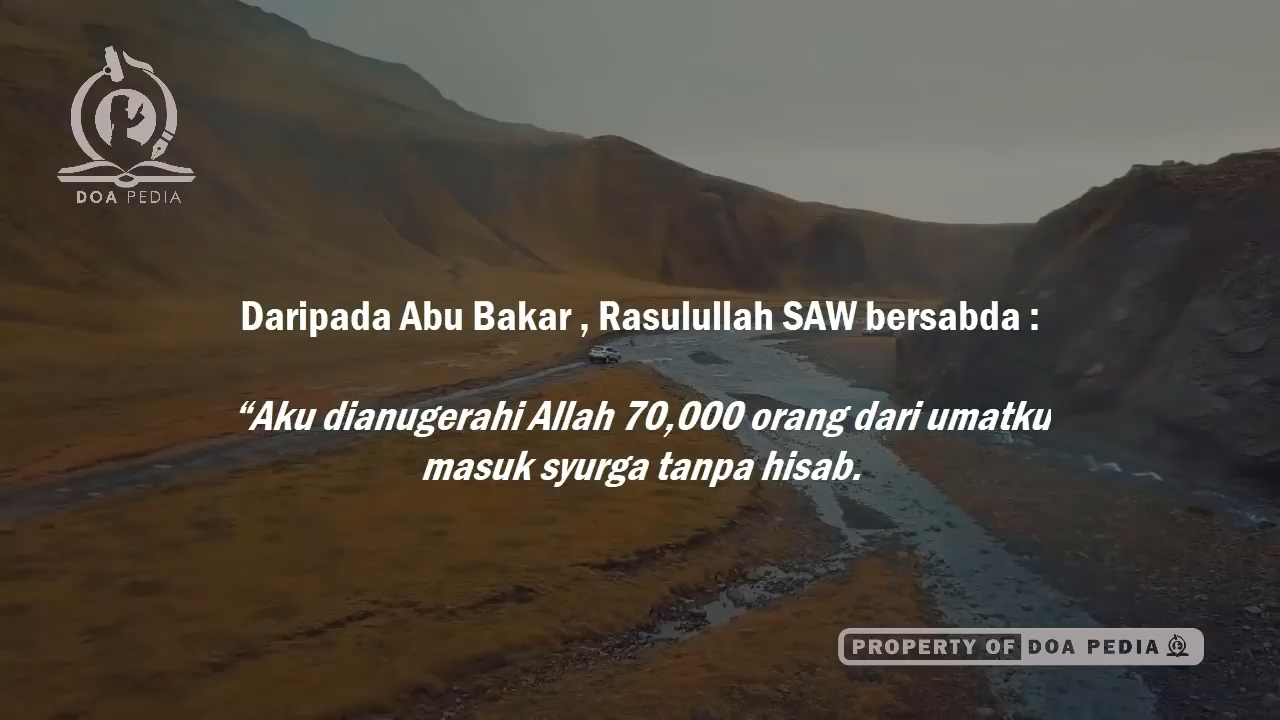 DOA PEDIA
Daripada Abu Bakar , Rasulullah SAW bersabda :
“Aku dianugerahi Allah 70,000 orang dari umatku
masuk syurga tanpa hisab.
PROPERTY OF DOA PEDIA